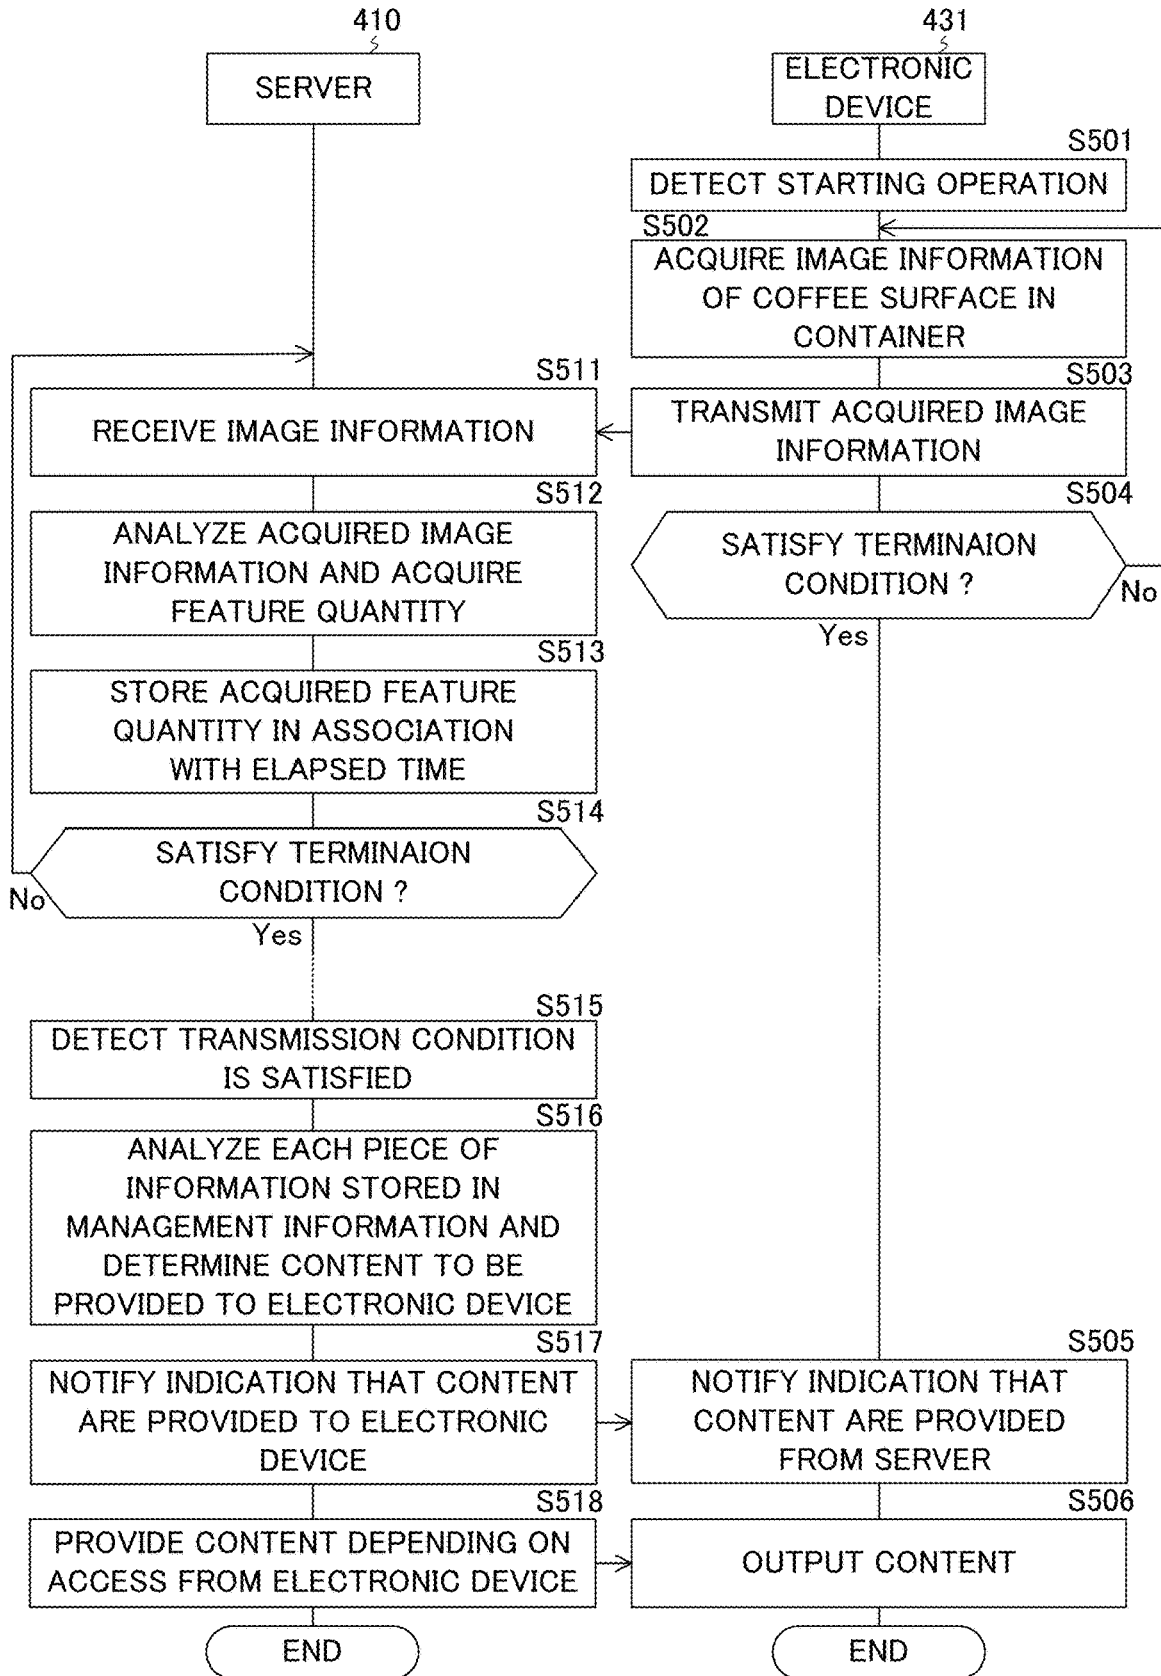 410
SERVER
431
ELECTRONIC
DEVICE
S501
DETECT STARTING OPERATION
S502
ACQUIRE IMAGE INFORMATION
OF COFFEE SURFACE IN
CONTAINER
S511
RECEIVE IMAGE INFORMATION
S503
TRANSMIT ACQUIRED IMAGE
INFORMATION
S512
ANALYZE ACQUIRED IMAGE
INFORMATION AND ACQUIRE
FEATURE QUANTITY
S504
SATISFY TERMINAION
CONDITION ?
No
Yes
S513
STORE ACQUIRED FEATURE
QUANTITY IN ASSOCIATION
WITH ELAPSED TIME
S514
SATISFY TERMINAION
CONDITION ?
No
Yes
S515
DETECT TRANSMISSION CONDITION
IS SATISFIED
S516
ANALYZE EACH PIECE OF
INFORMATION STORED IN
MANAGEMENT INFORMATION AND
DETERMINE CONTENT TO BE
PROVIDED TO ELECTRONIC DEVICE
S517
NOTIFY INDICATION THAT CONTENT
ARE PROVIDED TO ELECTRONIC
DEVICE
S505
NOTIFY INDICATION THAT
CONTENT ARE PROVIDED
FROM SERVER
S518
PROVIDE CONTENT DEPENDING ON
ACCESS FROM ELECTRONIC DEVICE
S506
OUTPUT CONTENT
END
END